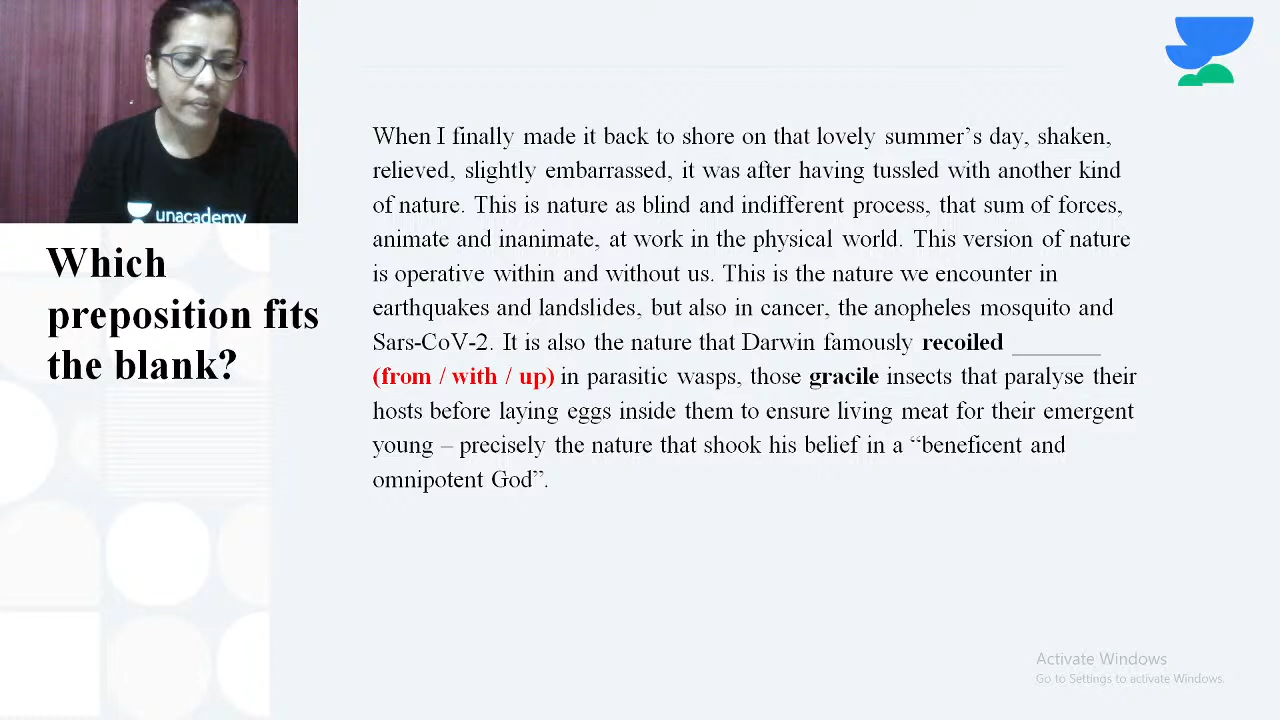 unacademy
Which
preposition fits
the blank?
When I finally made it back to shore on that lovely summer’s day, shaken,
relieved, slightly embarrassed, it was after having tussled with another kind
of nature. This is nature as blind and indifferent process, that sum of forces,
animate and inanimate, at work in the physical world. This version of nature
is operative within and without us. This is the nature we encounter in
earthquakes and landslides, but also in cancer, the anopheles mosquito and
Sars-CoV-2. It is also the nature that Darwin famously recoiled ________
(from / with / up) in parasitic wasps, those gracile insects that paralyse their
hosts before laying eggs inside them to ensure living meat for their emergent
young – precisely the nature that shook his belief in a “beneficent and
omnipotent God”.
Activate Windows
Go to Settings to activate Windows.